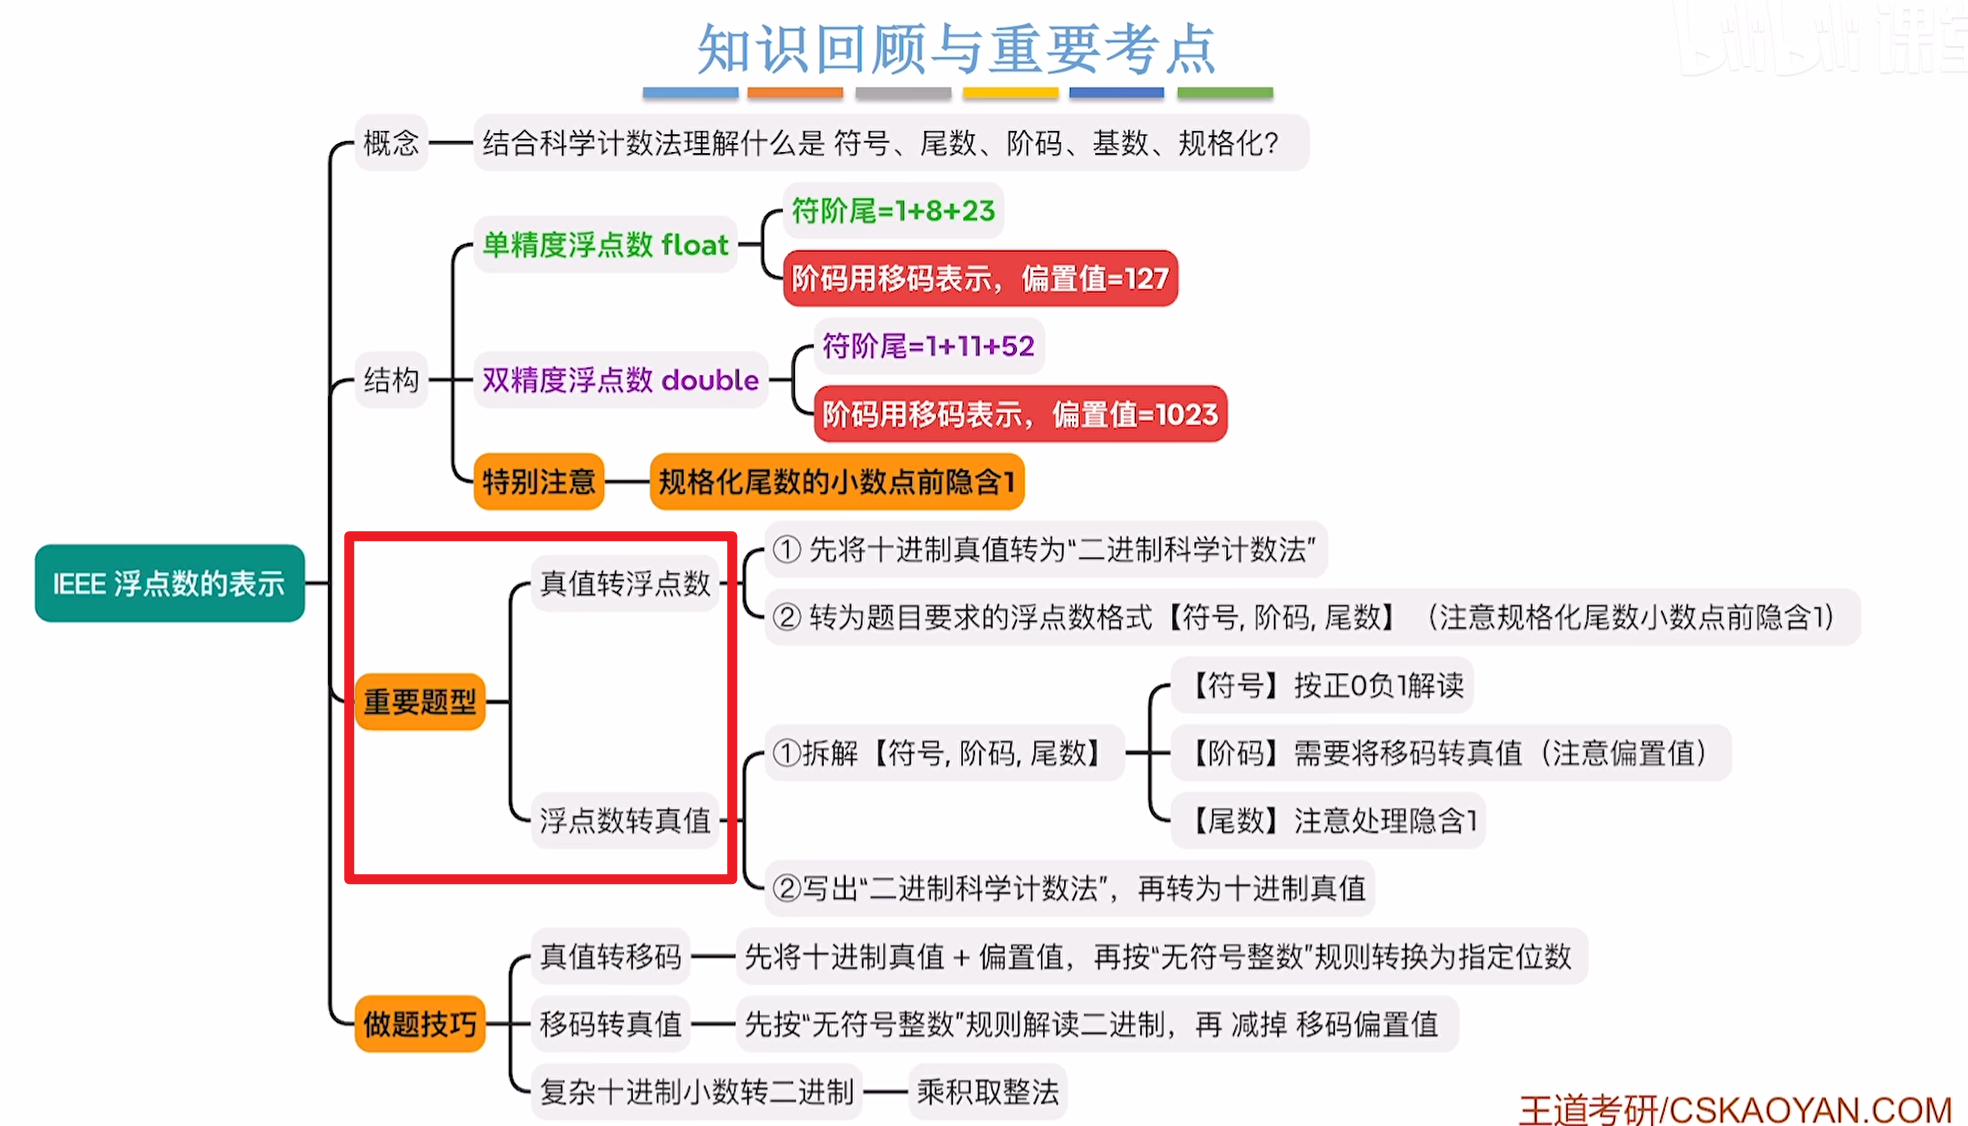 知识回顾与重要考点
bilibili课堂
概念
结合科学计数法理解什么是 符号、尾数、阶码、基数、规格化?
符阶尾=1+8+23
单精度浮点数 float
阶码用移码表示，偏置值=127
符阶尾=1+11+52
结构
双精度浮点数 double
阶码用移码表示，偏置值=1023
特别注意
规格化尾数的小数点前隐含1
IEEE 浮点数的表示
真值转浮点数
① 先将十进制真值转为“二进制科学计数法”
② 转为题目要求的浮点数格式【符号, 阶码, 尾数】（注意规格化尾数小数点前隐含1）
重要题型
【符号】按正0负1解读
①拆解【符号, 阶码, 尾数】
【阶码】需要将移码转真值（注意偏置值）
浮点数转真值
【尾数】注意处理隐含1
②写出“二进制科学计数法”，再转为十进制真值
真值转移码
先将十进制真值 + 偏置值，再按“无符号整数”规则转换为指定位数
做题技巧
移码转真值
先按“无符号整数”规则解读二进制，再 减掉 移码偏置值
复杂十进制小数转二进制
乘积取整法
王道考研/CSKAOYAN.COM